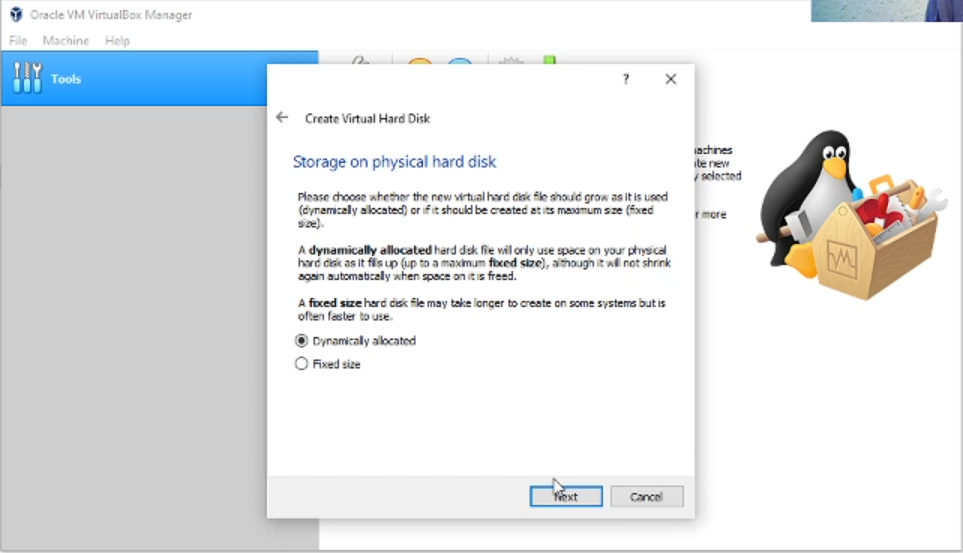 Oracle VM VirtualBox Manager
File Machine Help
Tools
?
Create Virtual Hard Disk
Storage on physical hard disk
Please choose whether the new virtual hard disk file should grow as it is used
(dynamically allocated) or if it should be created at its maximum size (fixed
size).
A dynamically allocated hard disk file will only use space on your physical
hard disk as it fills up (up to a maximum fixed size), although it will not shrink
again automatically when space on it is freed.
A fixed size hard disk file may take longer to create on some systems but is
often faster to use.
Dynamically allocated
Fixed size
Next Cancel
achines
te new
y selected
r more